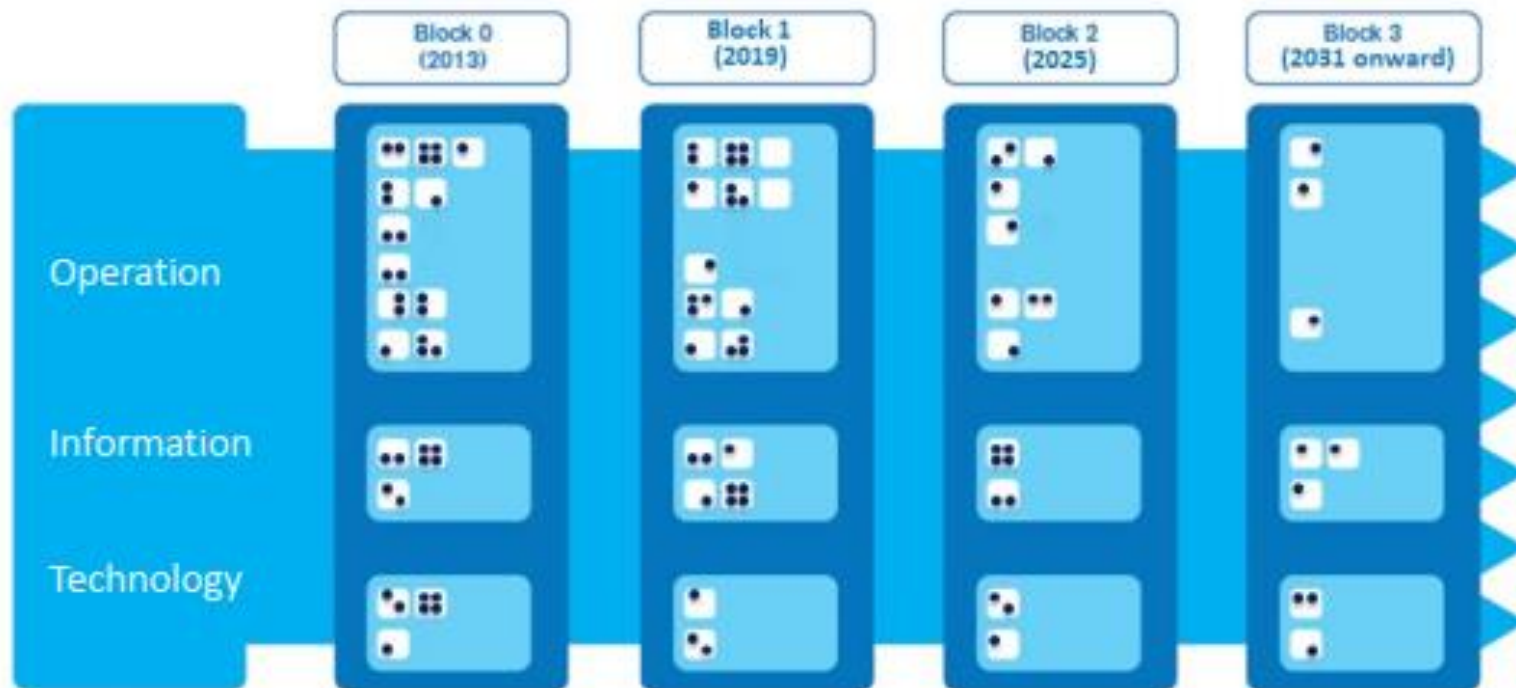 Block 0
(2013)
Block 1
(2019)
Block 2
(2025)
Block 3
(2031 onward)
Operation
Information
Technology